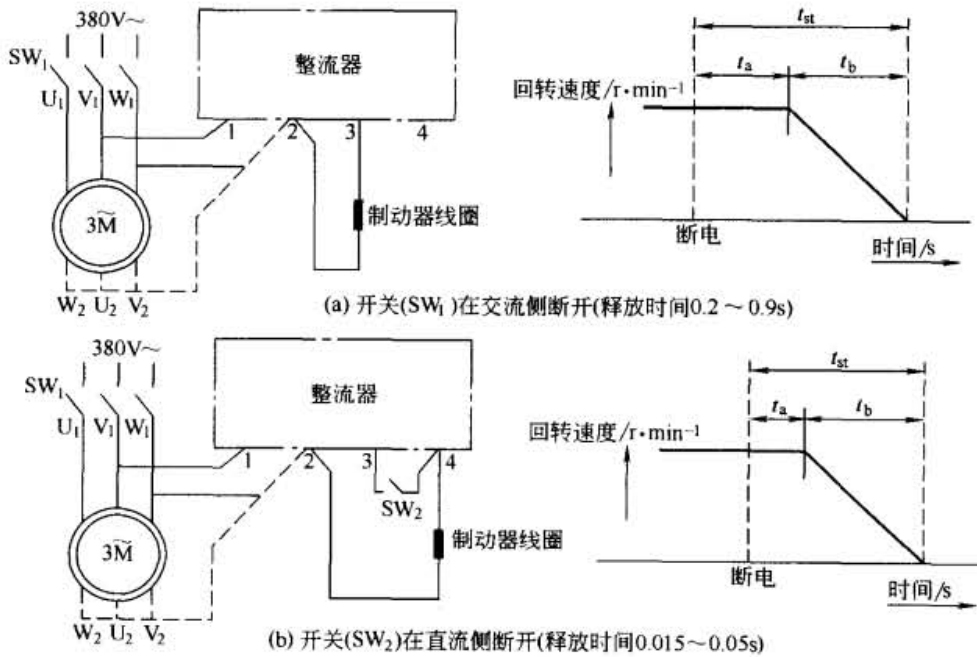 380V～
SW₁
U₁ V₁ W₁
整流器
1 2 3 4
制动器线圈
3M̃
W₂ U₂ V₂
tst
ta tb
回转速度/r·min⁻¹
断电
时间/s
(a) 开关(SW₁)在交流侧断开(释放时间0.2～0.9s)
380V～
SW₁
U₁ V₁ W₁
整流器
1 2 3 4
SW₂
制动器线圈
3M̃
W₂ U₂ V₂
tst
ta tb
回转速度/r·min⁻¹
断电
时间/s
(b) 开关(SW₂)在直流侧断开(释放时间0.015～0.05s)